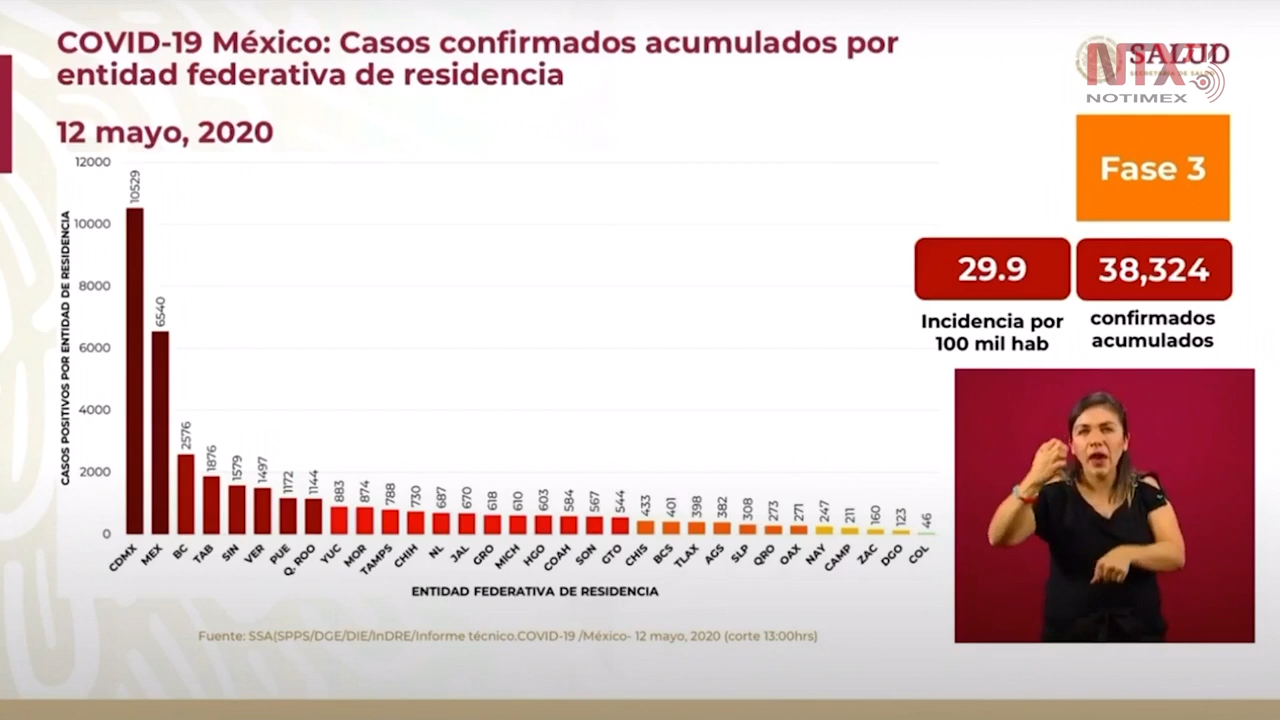 COVID-19 México: Casos confirmados acumulados por
entidad federativa de residencia
12 mayo, 2020
SALUD
SECRETARÍA DE SALUD
NTX
NOTIMEX
Fase 3
29.9
Incidencia por
100 mil hab
38,324
confirmados
acumulados
CASOS POSITIVOS POR ENTIDAD DE RESIDENCIA
12000
10000
8000
6000
4000
2000
0
10529
6540
2576
1876
1579
1497
1172
1144
883
874
788
730
687
670
618
610
603
584
567
544
433
401
398
382
308
273
271
247
211
160
123
46
CDMX
MEX
BC
TAB
SIN
VER
PUE
Q. ROO
YUC
MOR
TAMPS
CHIH
NL
JAL
GRO
MICH
HGO
COAH
SON
GTO
CHIS
BCS
TLAX
AGS
SLP
QRO
OAX
NAY
CAMP
ZAC
DGO
COL
ENTIDAD FEDERATIVA DE RESIDENCIA
Fuente: SSA(SPPS/DGE/DIE/InDRE/Informe técnico.COVID-19 /México- 12 mayo, 2020 (corte 13:00hrs)